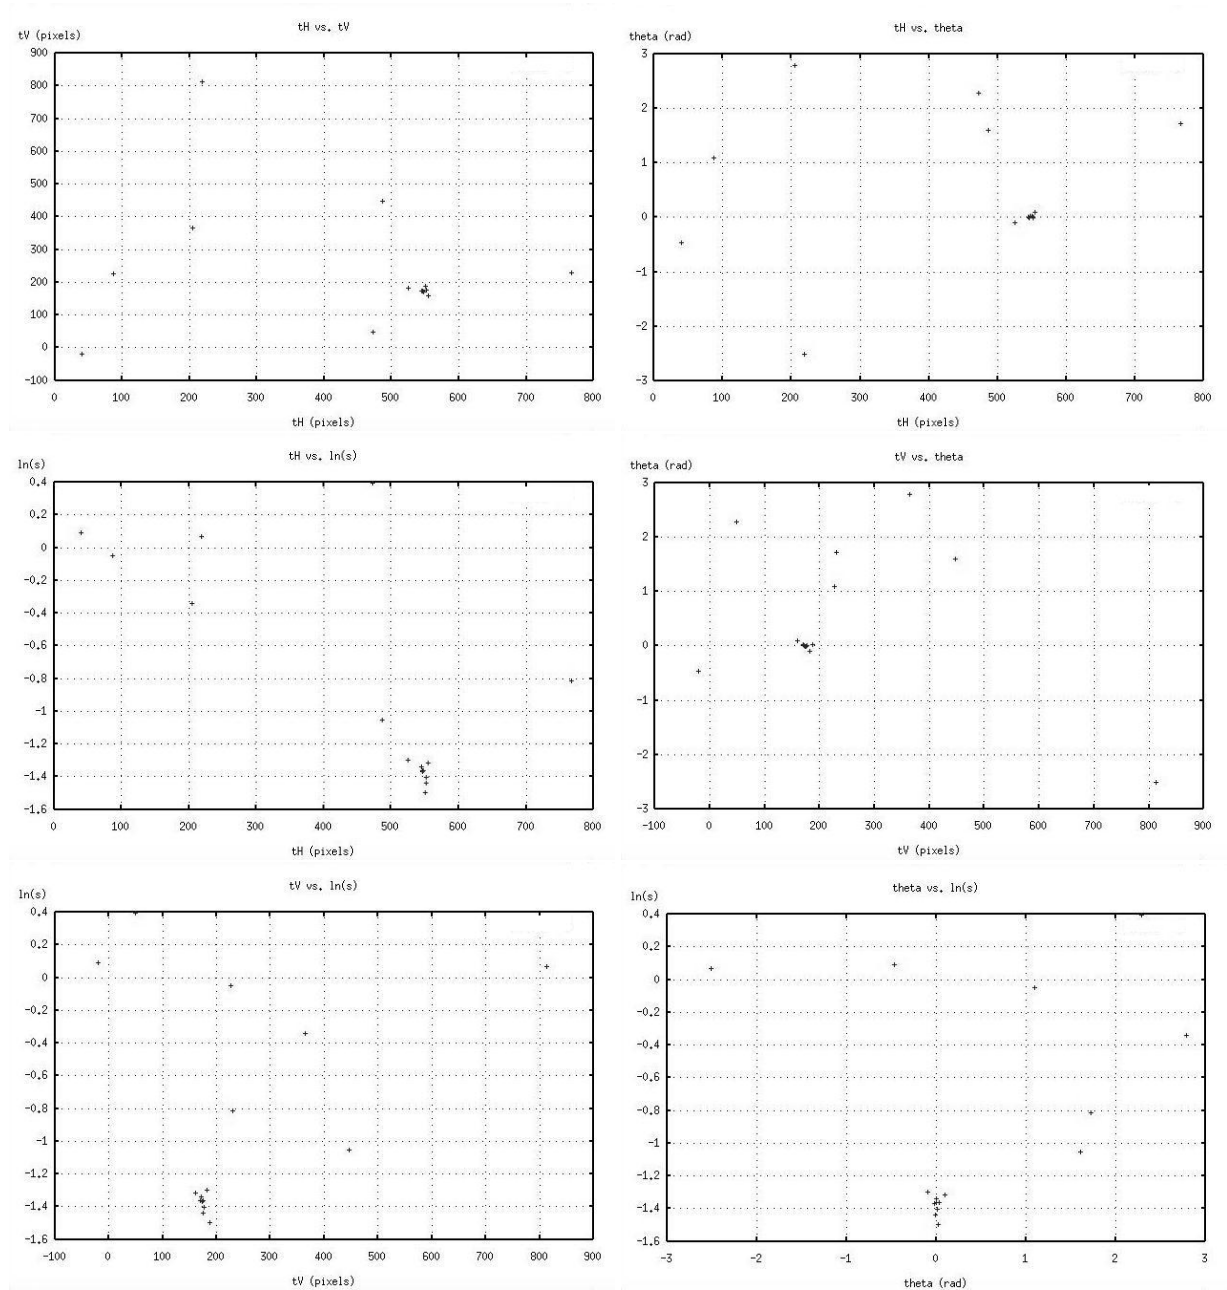 tH vs. tV
tV (pixels)
900
800
700
600
500
400
300
200
100
0
-100
0 100 200 300 400 500 600 700 800
tH (pixels)
tH vs. theta
theta (rad)
3
2
1
0
-1
-2
-3
0 100 200 300 400 500 600 700 800
tH (pixels)
tH vs. ln(s)
ln(s)
0.4
0.2
0
-0.2
-0.4
-0.6
-0.8
-1
-1.2
-1.4
-1.6
0 100 200 300 400 500 600 700 800
tH (pixels)
tV vs. theta
theta (rad)
3
2
1
0
-1
-2
-3
-100 0 100 200 300 400 500 600 700 800 900
tV (pixels)
tV vs. ln(s)
ln(s)
0.4
0.2
0
-0.2
-0.4
-0.6
-0.8
-1
-1.2
-1.4
-1.6
-100 0 100 200 300 400 500 600 700 800 900
tV (pixels)
theta vs. ln(s)
ln(s)
0.4
0.2
0
-0.2
-0.4
-0.6
-0.8
-1
-1.2
-1.4
-1.6
-3 -2 -1 0 1 2 3
theta (rad)